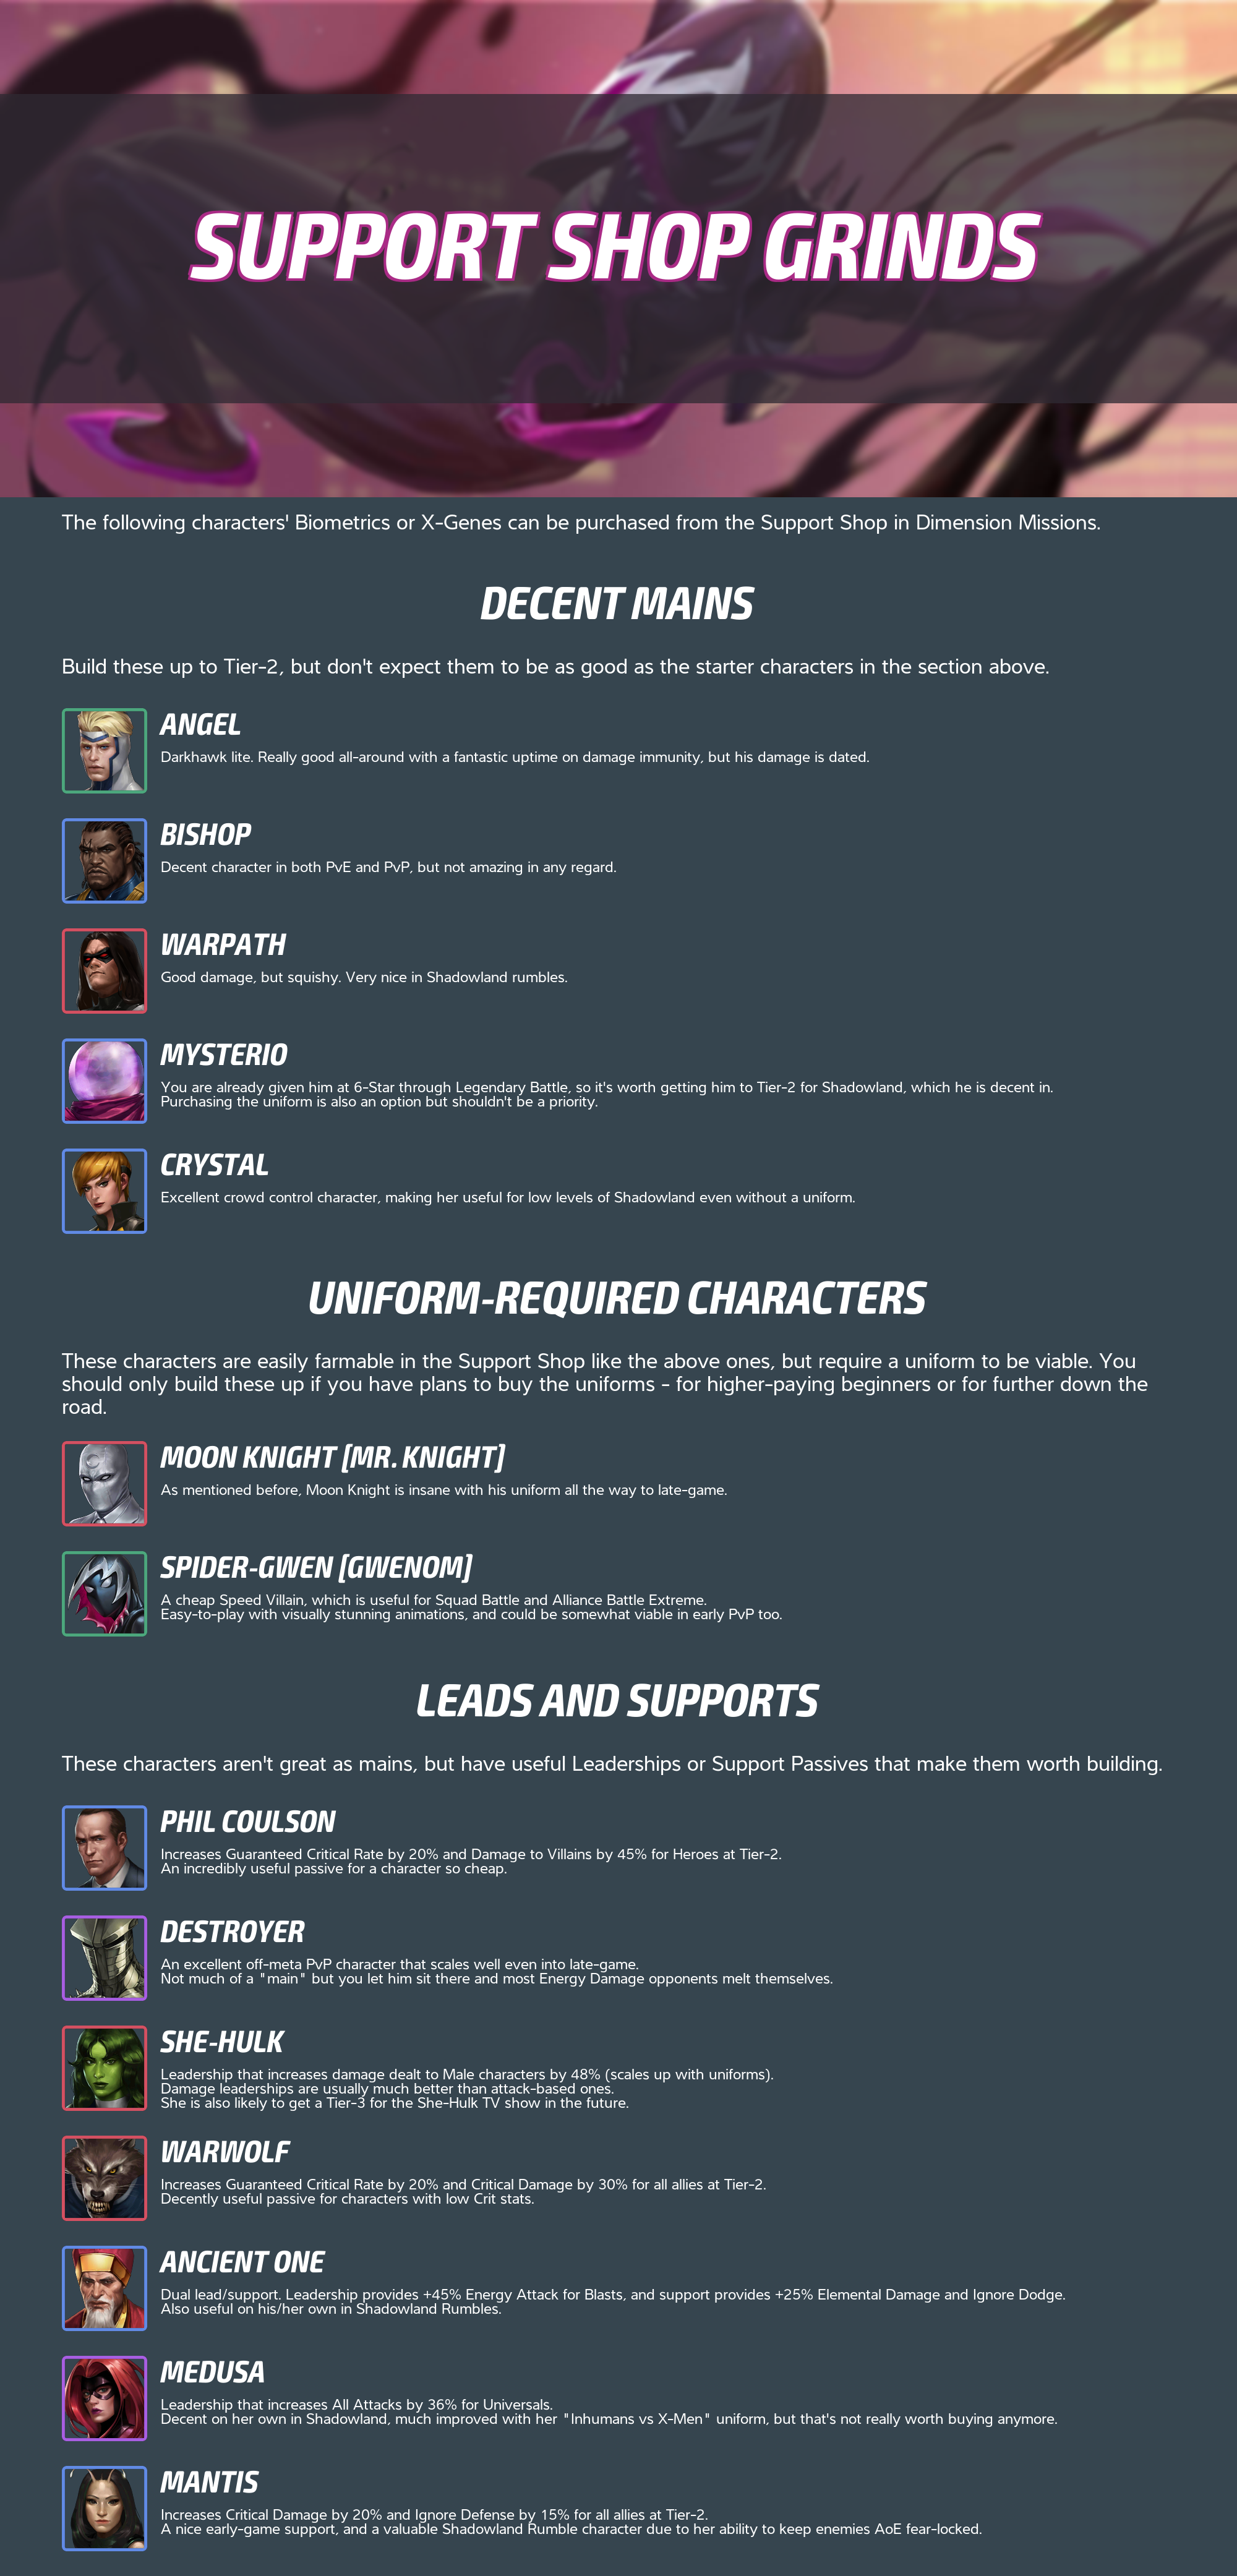 SUPPORT SHOP GRINDS
The following characters' Biometrics or X-Genes can be purchased from the Support Shop in Dimension Missions.
DECENT MAINS
Build these up to Tier-2, but don't expect them to be as good as the starter characters in the section above.
ANGEL
Darkhawk lite. Really good all-around with a fantastic uptime on damage immunity, but his damage is dated.
BISHOP
Decent character in both PvE and PvP, but not amazing in any regard.
WARPATH
Good damage, but squishy. Very nice in Shadowland rumbles.
MYSTERIO
You are already given him at 6-Star through Legendary Battle, so it's worth getting him to Tier-2 for Shadowland, which he is decent in.
Purchasing the uniform is also an option but shouldn't be a priority.
CRYSTAL
Excellent crowd control character, making her useful for low levels of Shadowland even without a uniform.
UNIFORM-REQUIRED CHARACTERS
These characters are easily farmable in the Support Shop like the above ones, but require a uniform to be viable. You
should only build these up if you have plans to buy the uniforms - for higher-paying beginners or for further down the
road.
MOON KNIGHT [MR. KNIGHT]
As mentioned before, Moon Knight is insane with his uniform all the way to late-game.
SPIDER-GWEN [GWENOM]
A cheap Speed Villain, which is useful for Squad Battle and Alliance Battle Extreme.
Easy-to-play with visually stunning animations, and could be somewhat viable in early PvP too.
LEADS AND SUPPORTS
These characters aren't great as mains, but have useful Leaderships or Support Passives that make them worth building.
PHIL COULSON
Increases Guaranteed Critical Rate by 20% and Damage to Villains by 45% for Heroes at Tier-2.
An incredibly useful passive for a character so cheap.
DESTROYER
An excellent off-meta PvP character that scales well even into late-game.
Not much of a "main" but you let him sit there and most Energy Damage opponents melt themselves.
SHE-HULK
Leadership that increases damage dealt to Male characters by 48% (scales up with uniforms).
Damage leaderships are usually much better than attack-based ones.
She is also likely to get a Tier-3 for the She-Hulk TV show in the future.
WARWOLF
Increases Guaranteed Critical Rate by 20% and Critical Damage by 30% for all allies at Tier-2.
Decently useful passive for characters with low Crit stats.
ANCIENT ONE
Dual lead/support. Leadership provides +45% Energy Attack for Blasts, and support provides +25% Elemental Damage and Ignore Dodge.
Also useful on his/her own in Shadowland Rumbles.
MEDUSA
Leadership that increases All Attacks by 36% for Universals.
Decent on her own in Shadowland, much improved with her "Inhumans vs X-Men" uniform, but that's not really worth buying anymore.
MANTIS
Increases Critical Damage by 20% and Ignore Defense by 15% for all allies at Tier-2.
A nice early-game support, and a valuable Shadowland Rumble character due to her ability to keep enemies AoE fear-locked.